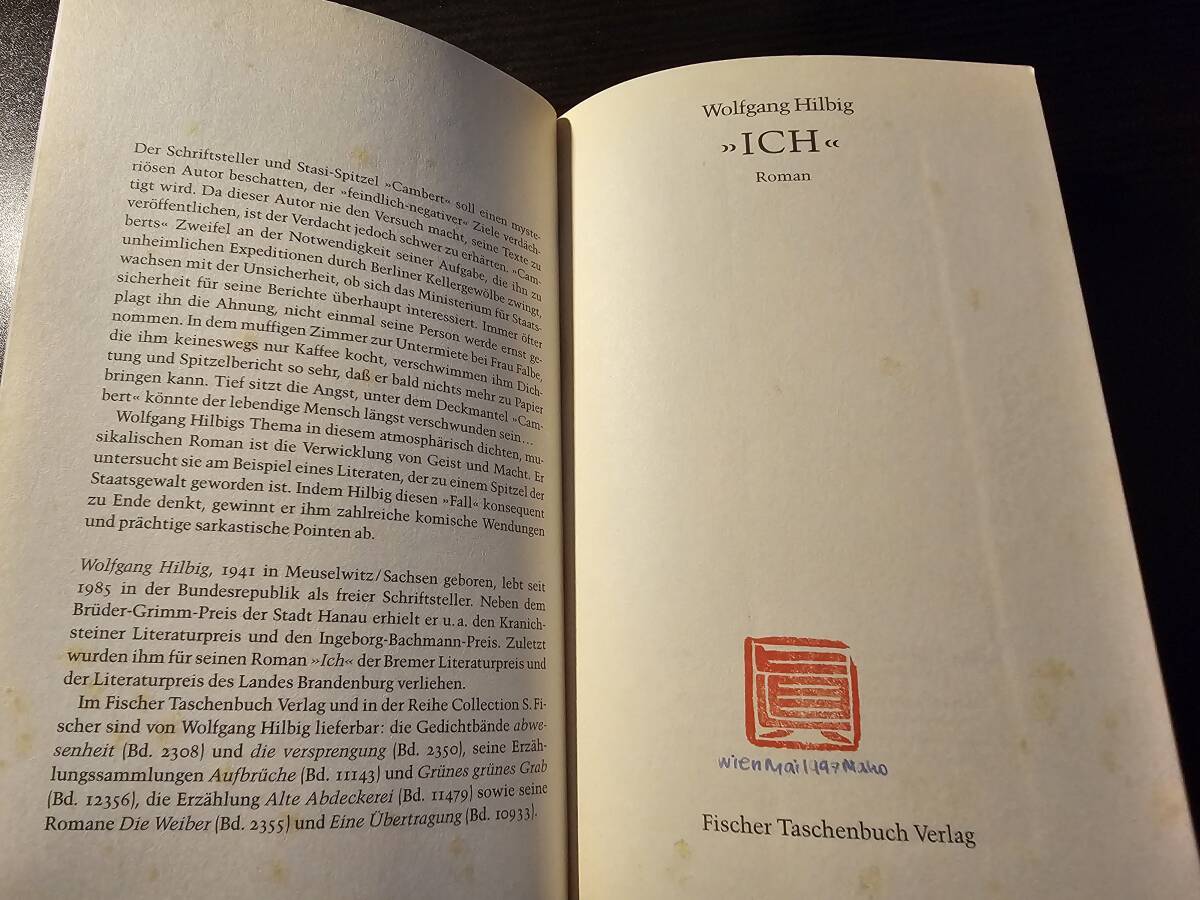 Der Schriftsteller und Stasi-Spitzel »Cambert« soll einen myste-
riösen Autor beschatten, der »feindlich-negativer« Ziele verdäch-
tigt wird. Da dieser Autor nie den Versuch macht, seine Texte zu
veröffentlichen, ist der Verdacht jedoch schwer zu erhärten. »Cam-
berts« Zweifel an der Notwendigkeit seiner Aufgabe, die ihn zu
unheimlichen Expeditionen durch Berliner Kellergewölbe zwingt,
wachsen mit der Unsicherheit, ob sich das Ministerium für Staats-
sicherheit für seine Berichte überhaupt interessiert. Immer öfter
plagt ihn die Ahnung, nicht einmal seine Person werde ernst ge-
nommen. In dem muffigen Zimmer zur Untermiete bei Frau Falbe,
die ihm keineswegs nur Kaffee kocht, verschwimmen ihm Dich-
tung und Spitzelbericht so sehr, daß er bald nichts mehr zu Papier
bringen kann. Tief sitzt die Angst, unter dem Deckmantel »Cam-
bert« könnte der lebendige Mensch längst verschwunden sein...
Wolfgang Hilbigs Thema in diesem atmosphärisch dichten, mu-
sikalischen Roman ist die Verwicklung von Geist und Macht. Er
untersucht sie am Beispiel eines Literaten, der zu einem Spitzel der
Staatsgewalt geworden ist. Indem Hilbig diesen »Fall« konsequent
zu Ende denkt, gewinnt er ihm zahlreiche komische Wendungen
und prächtige sarkastische Pointen ab.
Wolfgang Hilbig, 1941 in Meuselwitz/Sachsen geboren, lebt seit
1985 in der Bundesrepublik als freier Schriftsteller. Neben dem
Brüder-Grimm-Preis der Stadt Hanau erhielt er u.a. den Kranich-
steiner Literaturpreis und den Ingeborg-Bachmann-Preis. Zuletzt
wurden ihm für seinen Roman »Ich« der Bremer Literaturpreis und
der Literaturpreis des Landes Brandenburg verliehen.
Im Fischer Taschenbuch Verlag und in der Reihe Collection S. Fi-
scher sind von Wolfgang Hilbig lieferbar: die Gedichtbände abwe-
senheit (Bd. 2308) und die versprengung (Bd. 2350), seine Erzäh-
lungssammlungen Aufbrüche (Bd. 11143) und Grünes grünes Grab
(Bd. 12356), die Erzählung Alte Abdeckerei (Bd. 11479) sowie seine
Romane Die Weiber (Bd. 2355) und Eine Übertragung (Bd. 10933).
Wolfgang Hilbig
»ICH«
Roman
Wien Mai 1997
Fischer Taschenbuch Verlag